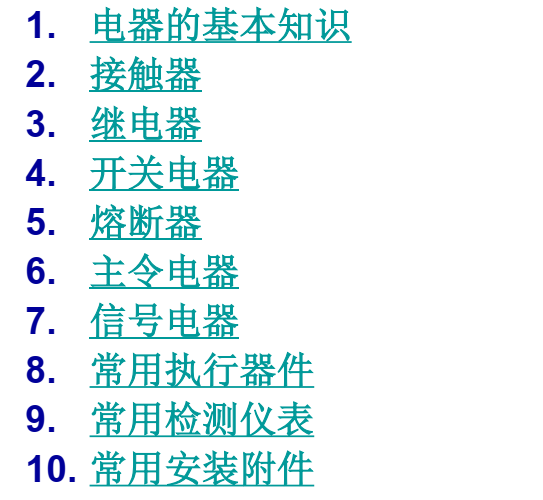 1. 电器的基本知识
2. 接触器
3. 继电器
4. 开关电器
5. 熔断器
6. 主令电器
7. 信号电器
8. 常用执行器件
9. 常用检测仪表
10. 常用安装附件